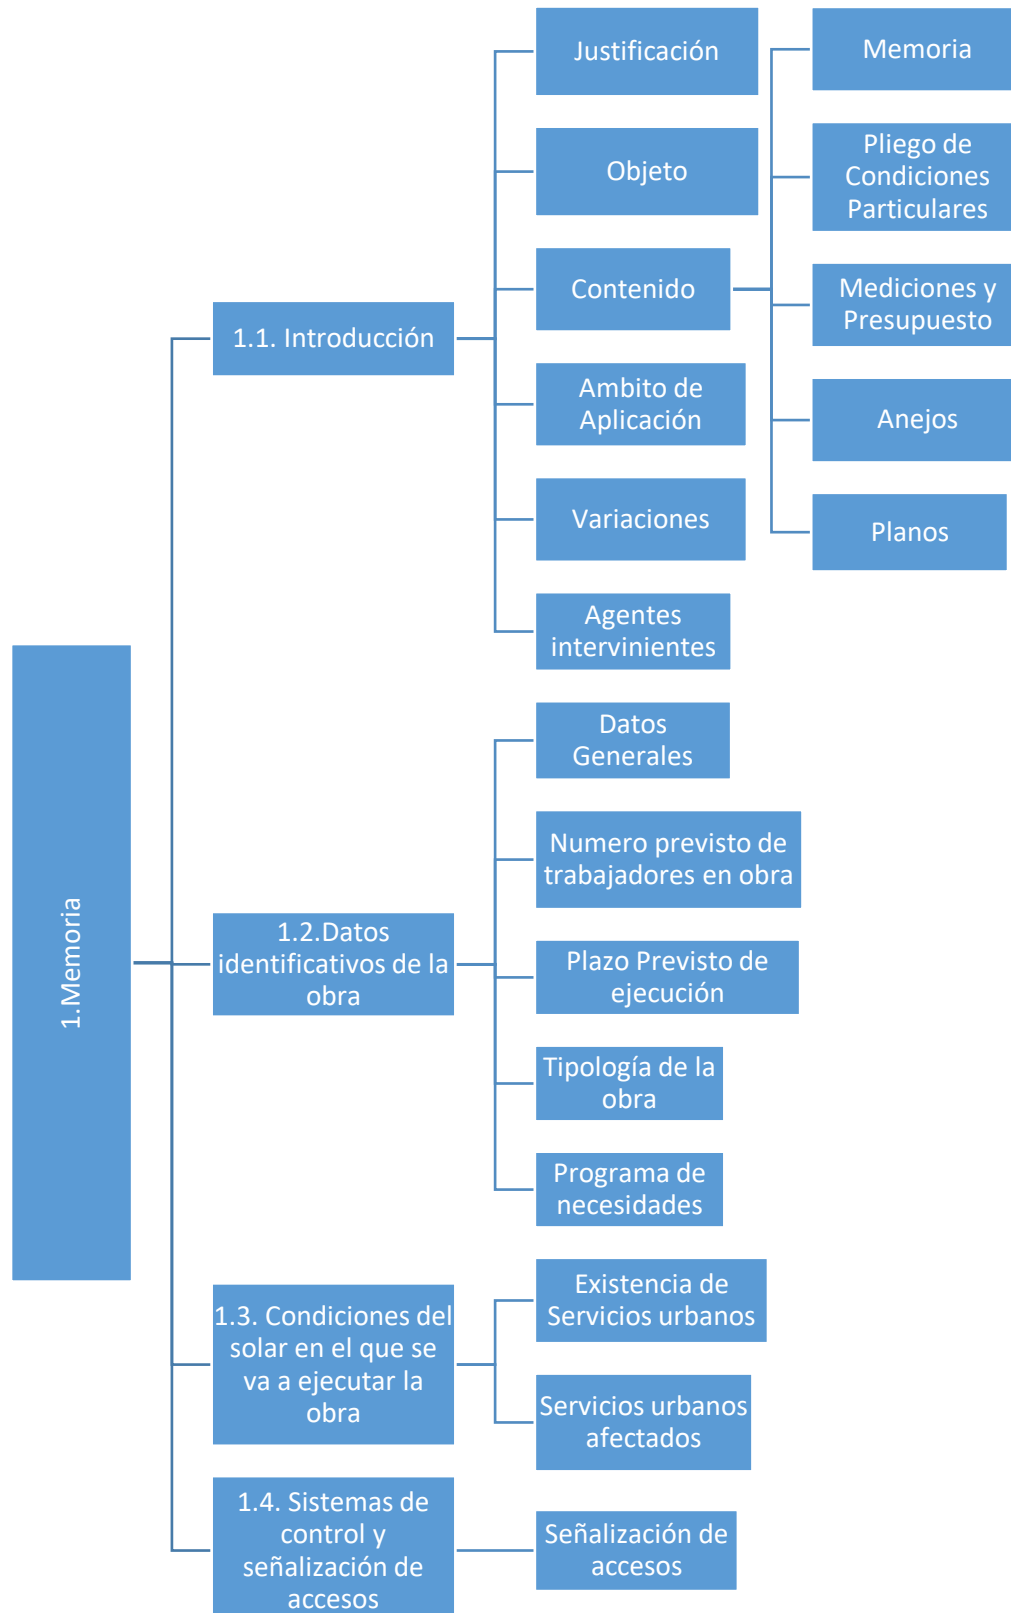 1.Memoria
1.1. Introducción
Justificación
Objeto
Contenido
Memoria
Pliego de
Condiciones
Particulares
Mediciones y
Presupuesto
Anejos
Planos
Ambito de
Aplicación
Variaciones
Agentes
intervinientes
1.2.Datos
identificativos de la
obra
Datos
Generales
Numero previsto de
trabajadores en obra
Plazo Previsto de
ejecución
Tipología de la
obra
Programa de
necesidades
1.3. Condiciones del
solar en el que se
va a ejecutar la
obra
Existencia de
Servicios urbanos
Servicios urbanos
afectados
1.4. Sistemas de
control y
señalización de
accesos
Señalización de
accesos